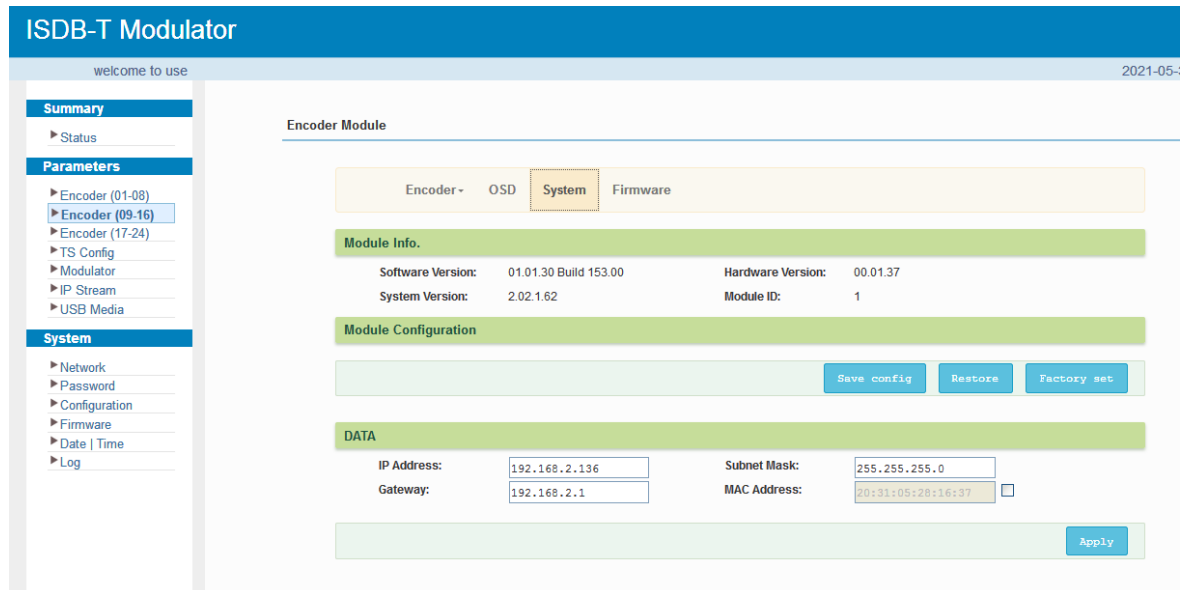 ISDB-T Modulator
welcome to use 2021-05-
Summary
Status
Parameters
Encoder (01-08)
Encoder (09-16)
Encoder (17-24)
TS Config
Modulator
IP Stream
USB Media
System
Network
Password
Configuration
Firmware
Date | Time
Log
Encoder Module
Encoder OSD System Firmware
Module Info.
Software Version: 01.01.30 Build 153.00 Hardware Version: 00.01.37
System Version: 2.02.1.62 Module ID: 1
Module Configuration
Save config Restore Factory set
DATA
IP Address: 192.168.2.136 Subnet Mask: 255.255.255.0
Gateway: 192.168.2.1 MAC Address: 20:31:05:28:16:37
Apply